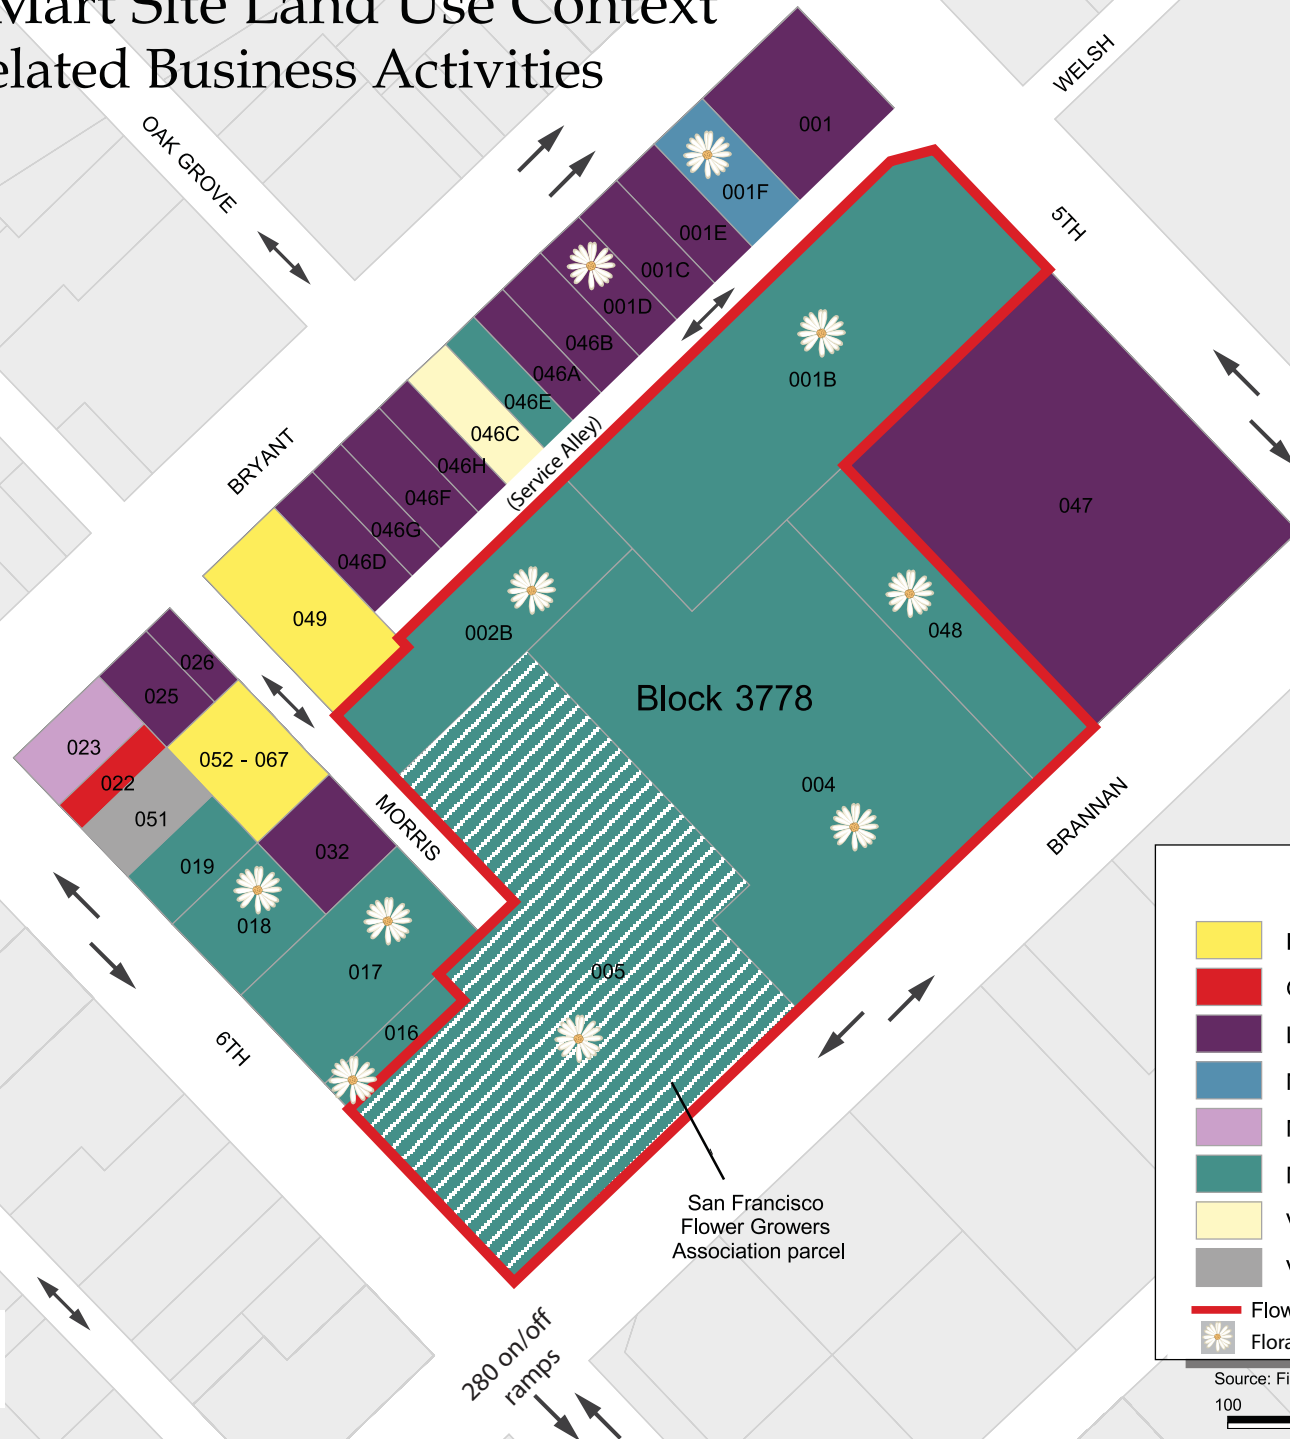 Mart Site Land Use Context
elated Business Activities
WELSH
OAK GROVE
001
001F
5TH
001E
001C
001D
046B
001B
046A
046E
046C
BRYANT
046H
(Service Alley)
046F
047
046G
046D
049
002B
048
026
025
Block 3778
023
052 - 067
022
004
051
MORRIS
BRANNAN
032
019
018
017
005
016
6TH
San Francisco
Flower Growers
Association parcel
280 on/off
ramps
Flow
Flora
Source: Fi
100